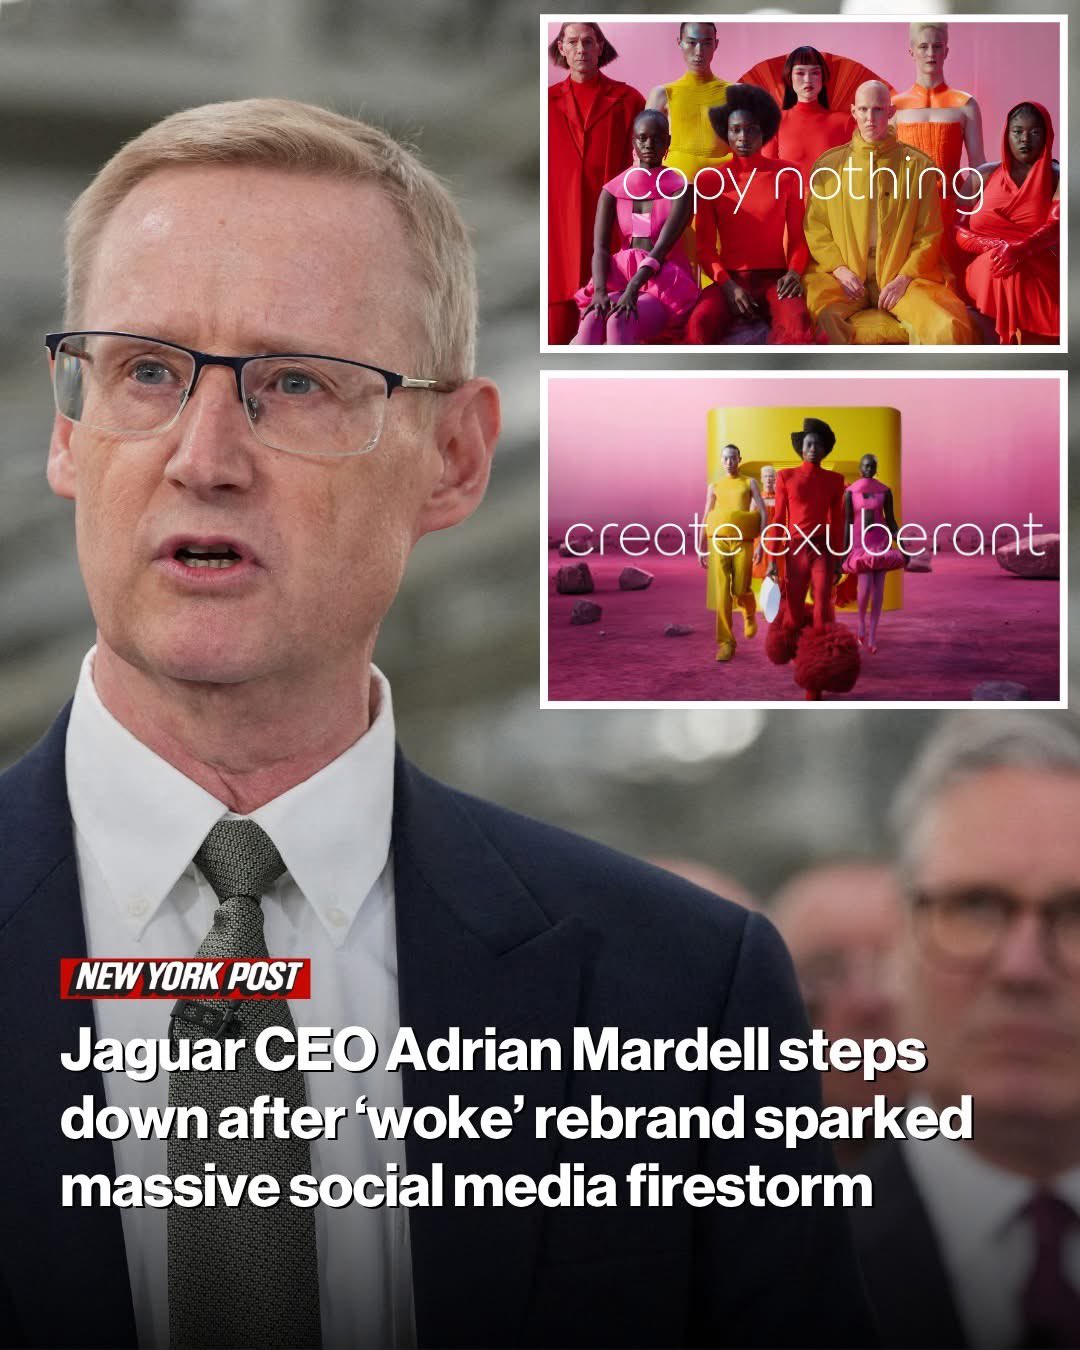 copy nothing
create exuberant
NEW YORK POST
Jaguar CEO Adrian Mardell steps
down after ‘woke’ rebrand sparked
massive social media firestorm